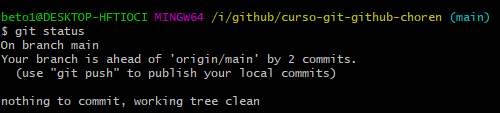 beto1@DESKTOP-HFTIOCI MINGW64 /i/github/curso-git-github-choren (main)
$ git status
On branch main
Your branch is ahead of 'origin/main' by 2 commits.
  (use "git push" to publish your local commits)

nothing to commit, working tree clean